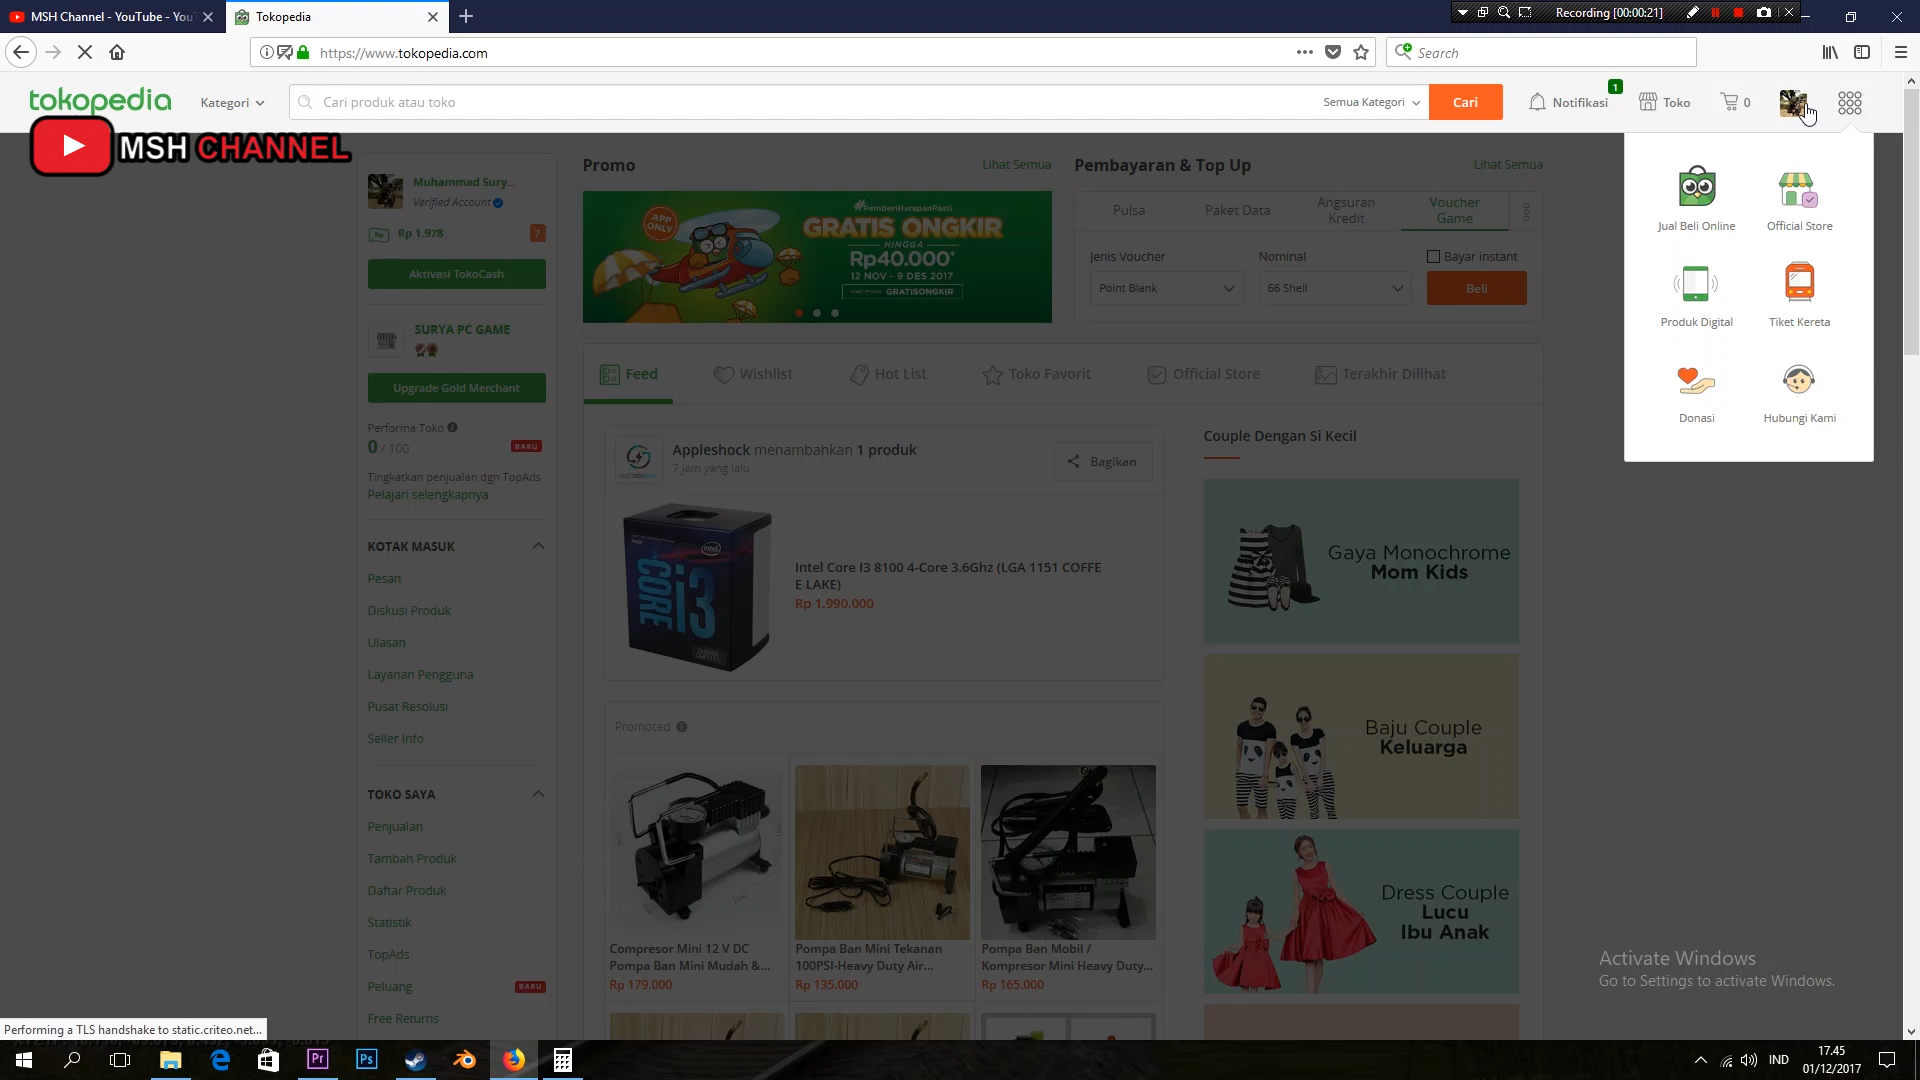 MSH Channel - YouTube - You
Tokopedia
Recording [00:00:21]
https://www.tokopedia.com
Search
tokopedia
Kategori
Cari produk atau toko
Semua Kategori
Cari
Notifikasi
1
Toko
0
MSH CHANNEL
Muhammad Sury...
Verified Account
Rp 1.978
7
Aktivasi TokoCash
SURYA PC GAME
Upgrade Gold Merchant
Performa Toko
0 / 100
BARU
Tingkatkan penjualan dgn TopAds
Pelajari selengkapnya
KOTAK MASUK
Pesan
Diskusi Produk
Ulasan
Layanan Pengguna
Pusat Resolusi
Seller Info
TOKO SAYA
Penjualan
Tambah Produk
Daftar Produk
Statistik
TopAds
Peluang
BARU
Free Returns
Promo
Lihat Semua
APP ONLY
#PemberiHarapanPasti
GRATIS ONGKIR
HINGGA
Rp40.000*
12 NOV - 9 DES 2017
GRATISONGKIR
Pembayaran & Top Up
Lihat Semua
Pulsa
Paket Data
Angsuran Kredit
Voucher Game
Jenis Voucher
Nominal
Bayar instant
Point Blank
66 Shell
Beli
Feed
Wishlist
Hot List
Toko Favorit
Official Store
Terakhir Dilihat
Appleshock menambahkan 1 produk
7 jam yang lalu
Bagikan
intel
CORE i3
Intel Core I3 8100 4-Core 3.6Ghz (LGA 1151 COFFE
E LAKE)
Rp 1.990.000
Promoted
Compresor Mini 12 V DC
Pompa Ban Mini Mudah &...
Rp 179.000
Pompa Ban Mini Tekanan
100PSI-Heavy Duty Air...
Rp 135.000
Pompa Ban Mobil /
Kompresor Mini Heavy Duty...
Rp 165.000
Couple Dengan Si Kecil
Gaya Monochrome
Mom Kids
Baju Couple
Keluarga
Dress Couple
Lucu
Ibu Anak
Jual Beli Online
Official Store
Produk Digital
Tiket Kereta
Donasi
Hubungi Kami
Activate Windows
Go to Settings to activate Windows.
Performing a TLS handshake to static.criteo.net...
Pr
Ps
IND
17.45
01/12/2017